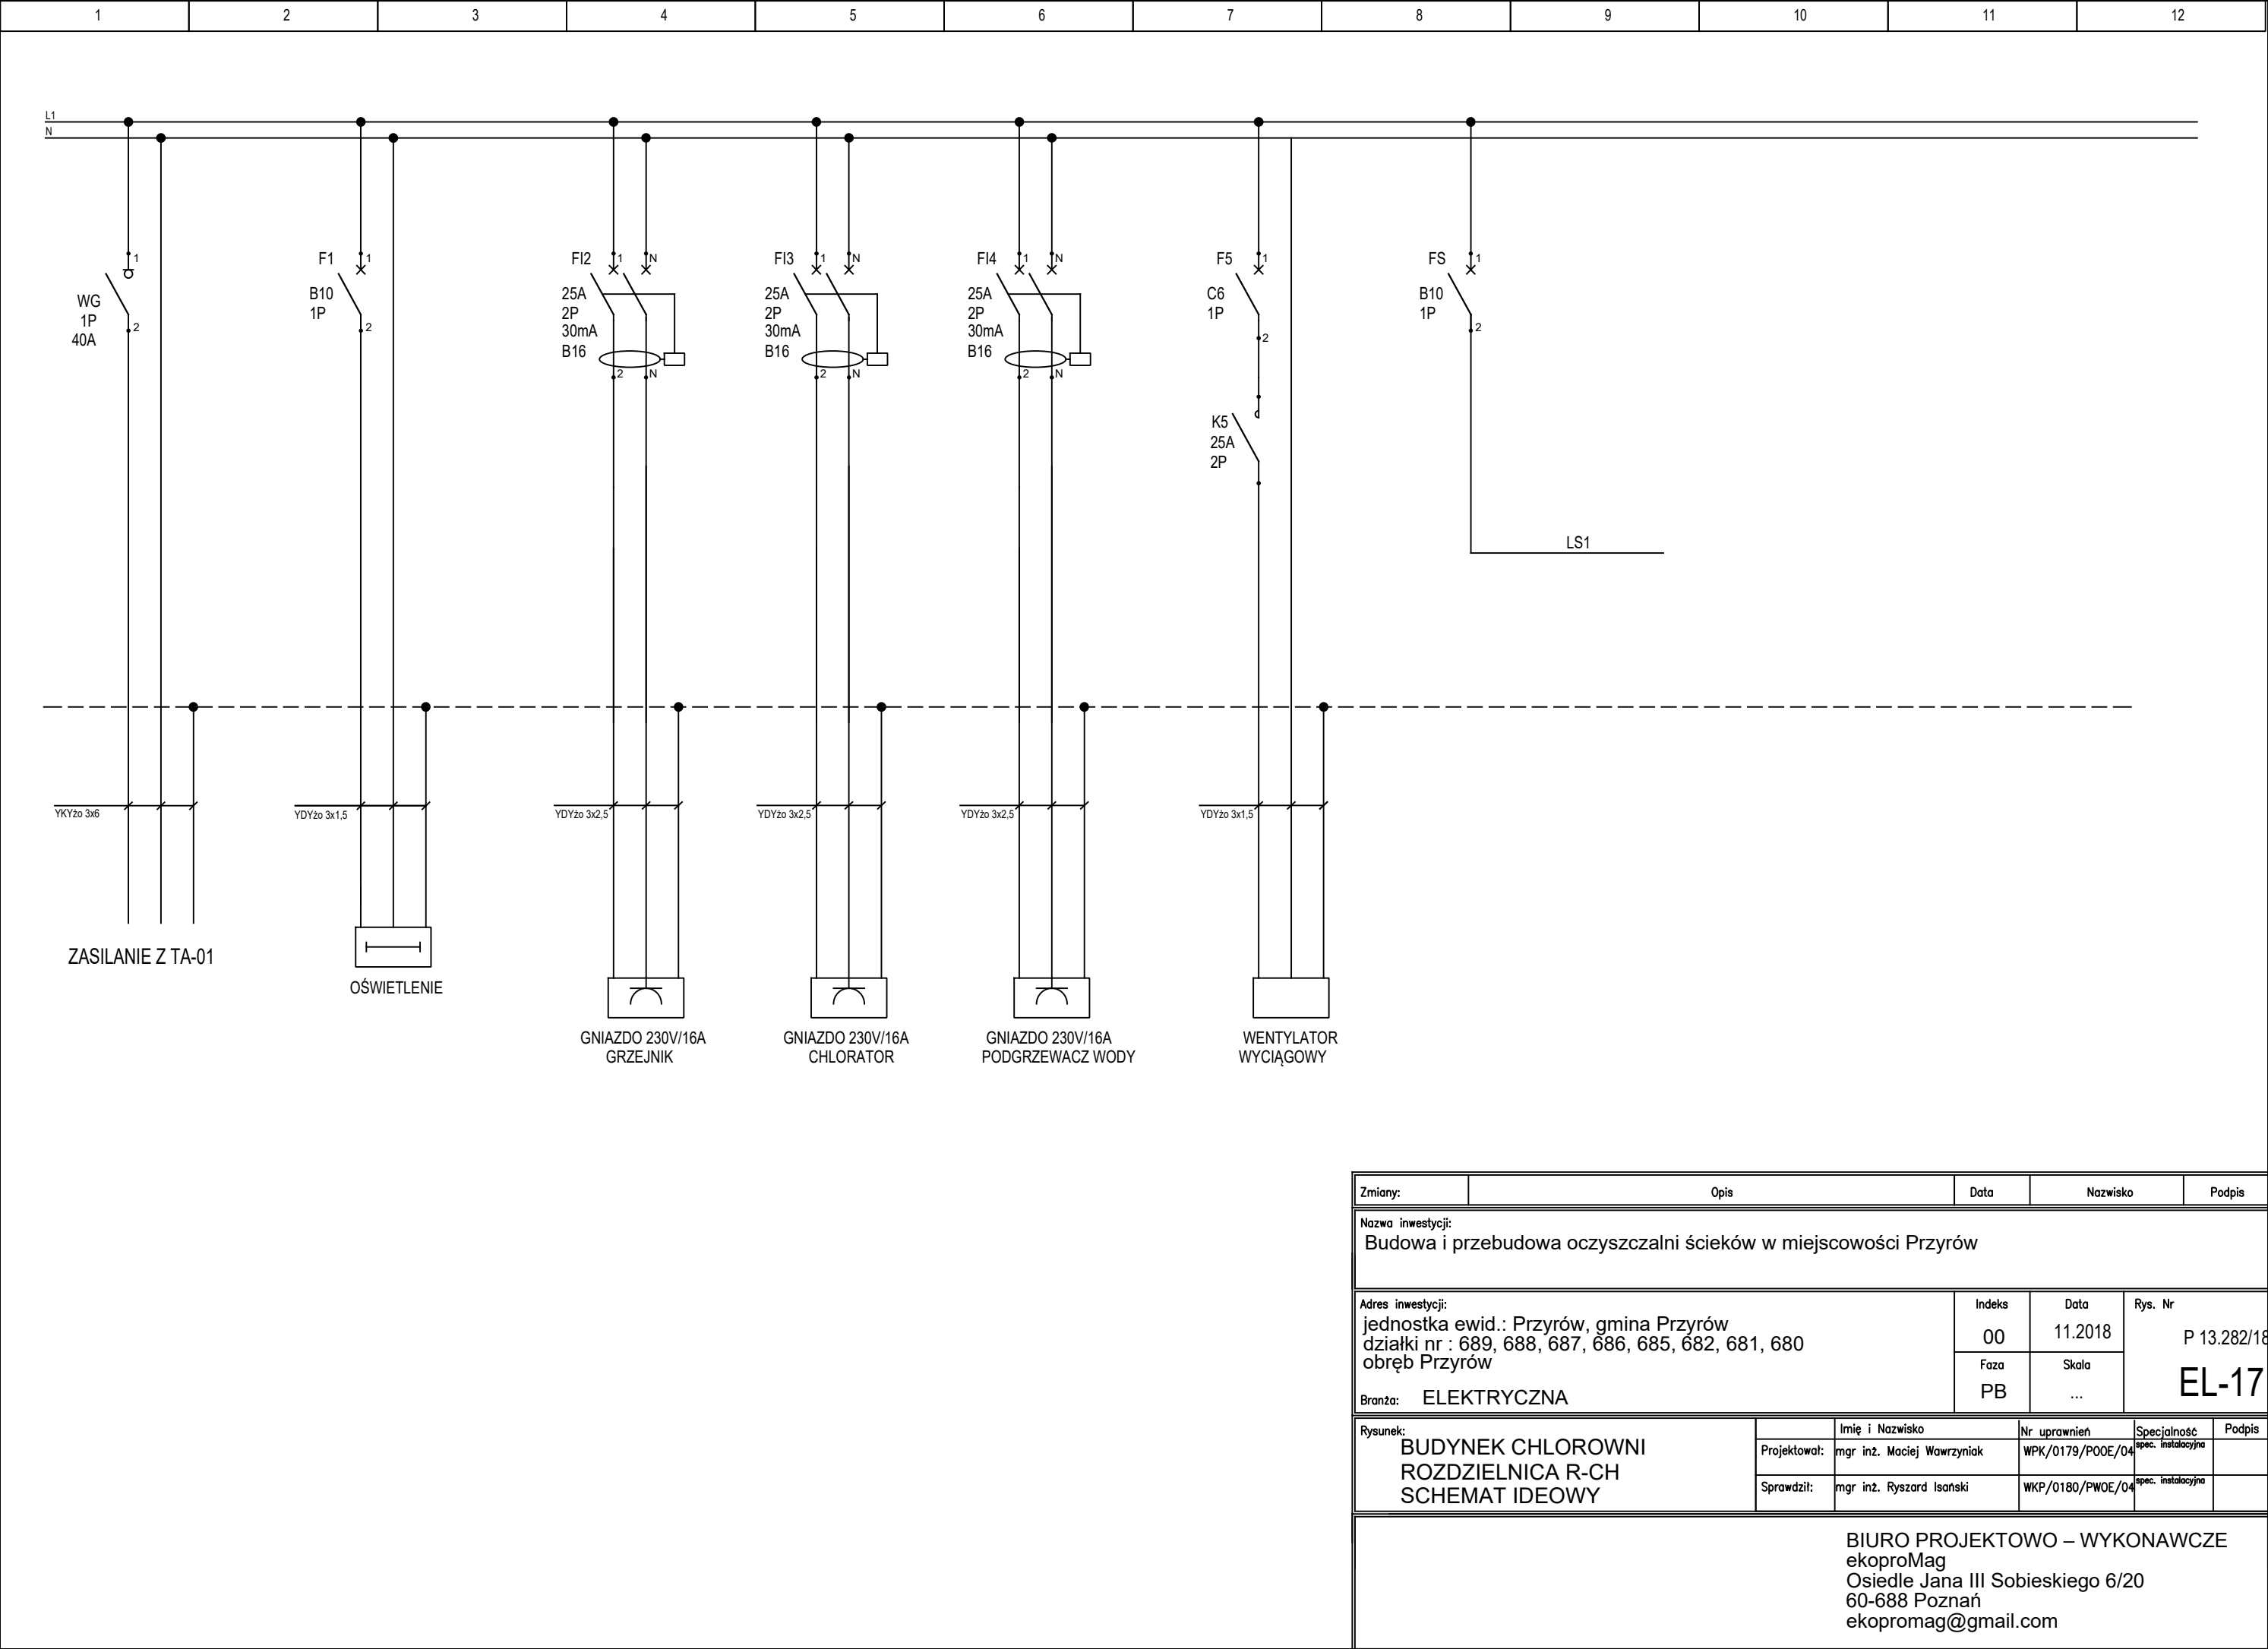 1 2 3 4 5 6 7 8 9 10 11 12
L1
N
WG
1P
40A
1
2
F1
B10
1P
1
2
FI2
25A
2P
30mA
B16
1 N
2 N
FI3
25A
2P
30mA
B16
1 N
2 N
FI4
25A
2P
30mA
B16
1 N
2 N
F5
C6
1P
1
2
K5
25A
2P
FS
B10
1P
1
2
LS1
YKYżo 3x6
YDYżo 3x1,5
YDYżo 3x2,5
YDYżo 3x2,5
YDYżo 3x2,5
YDYżo 3x1,5
ZASILANIE Z TA-01
OŚWIETLENIE
GNIAZDO 230V/16A
GRZEJNIK
GNIAZDO 230V/16A
CHLORATOR
GNIAZDO 230V/16A
PODGRZEWACZ WODY
WENTYLATOR
WYCIĄGOWY
Zmiany: Opis Data Nazwisko Podpis
Nazwa inwestycji:
Budowa i przebudowa oczyszczalni ścieków w miejscowości Przyrów
Adres inwestycji:
jednostka ewid.: Przyrów, gmina Przyrów
działki nr : 689, 688, 687, 686, 685, 682, 681, 680
obręb Przyrów
Branża: ELEKTRYCZNA
Indeks Data Rys. Nr
00 11.2018 P 13.282/18
Faza Skala
PB ... EL-17
Rysunek:
BUDYNEK CHLOROWNI
ROZDZIELNICA R-CH
SCHEMAT IDEOWY
Imię i Nazwisko Nr uprawnień Specjalność Podpis
Projektował: mgr inż. Maciej Wawrzyniak WPK/0179/POOE/04 spec. instalacyjna
Sprawdził: mgr inż. Ryszard Isański WKP/0180/PWOE/04 spec. instalacyjna
BIURO PROJEKTOWO – WYKONAWCZE
ekoproMag
Osiedle Jana III Sobieskiego 6/20
60-688 Poznań
ekopromag@gmail.com